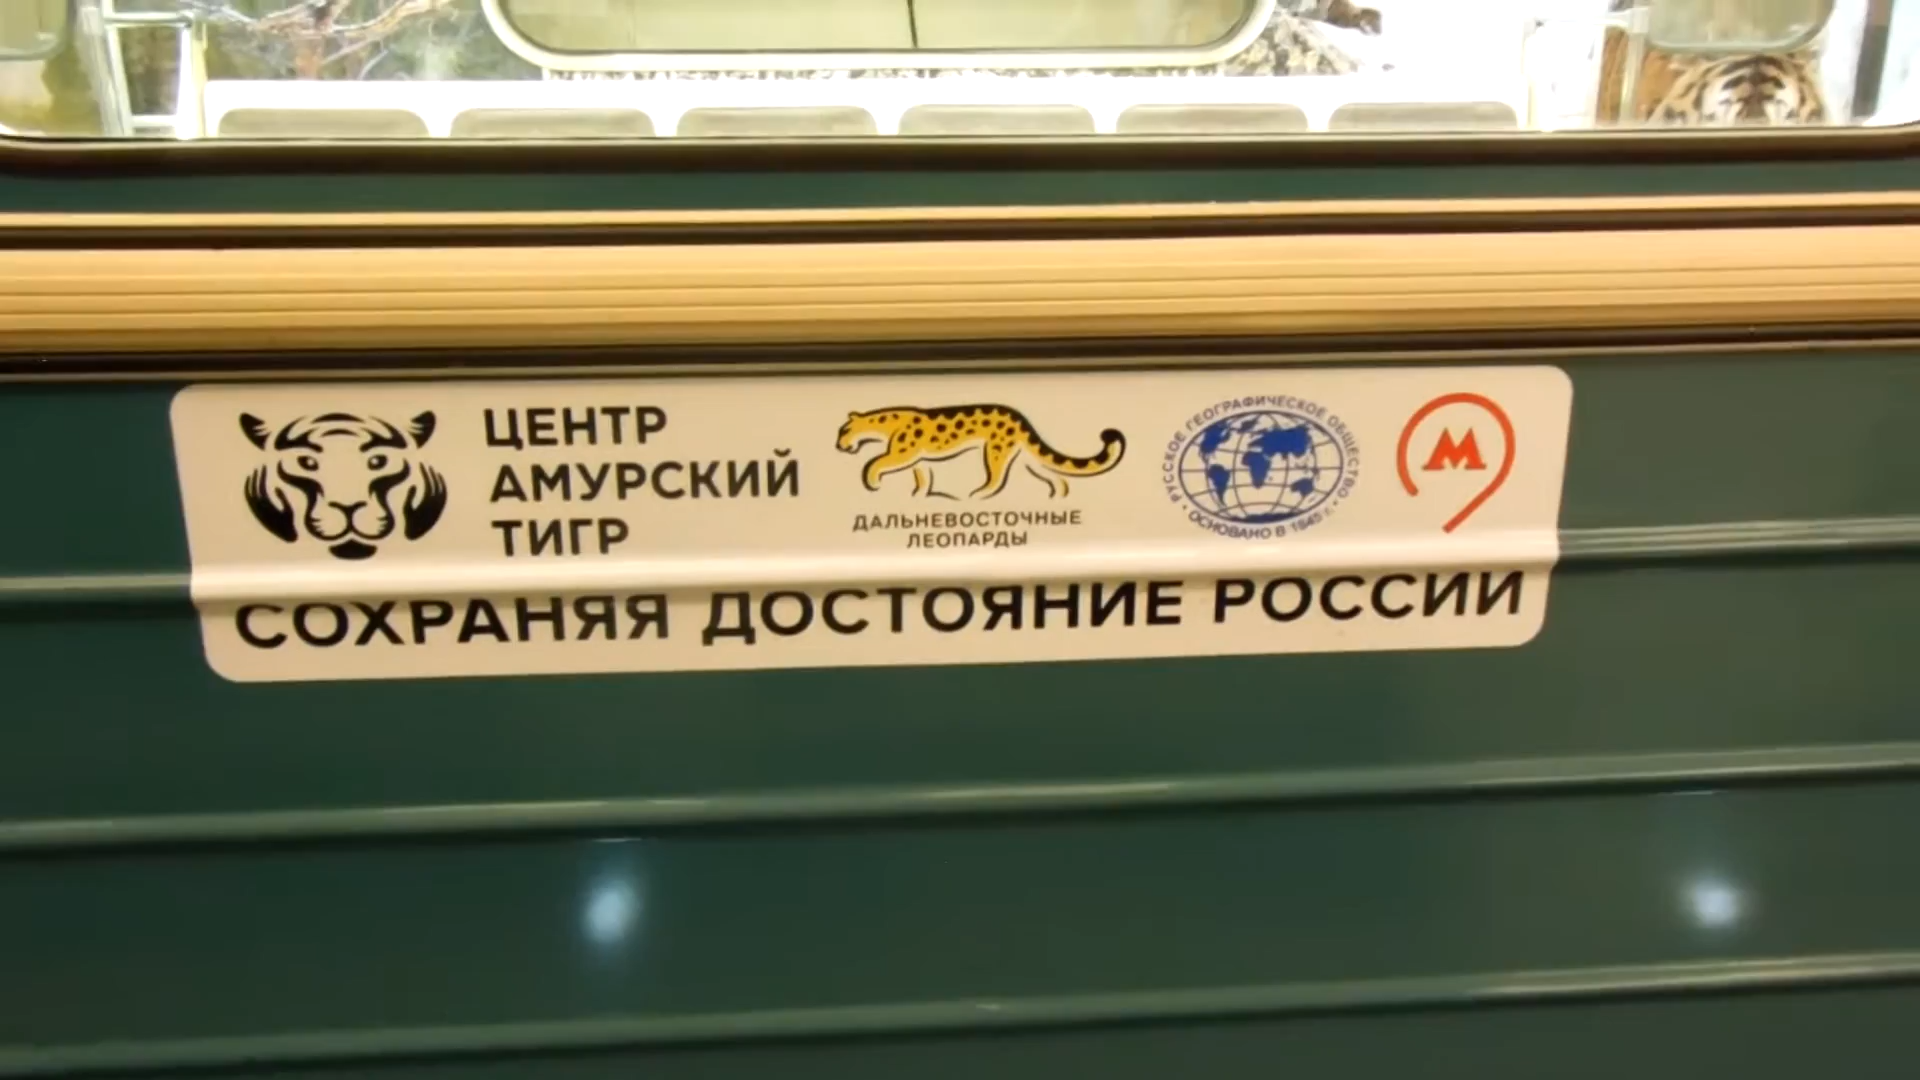 ЦЕНТР
АМУРСКИЙ
ТИГР
ДАЛЬНЕВОСТОЧНЫЕ
ЛЕОПАРДЫ
РУССКОЕ ГЕОГРАФИЧЕСКОЕ ОБЩЕСТВО
ОСНОВАНО В 1845 г.
М
СОХРАНЯЯ ДОСТОЯНИЕ РОССИИ